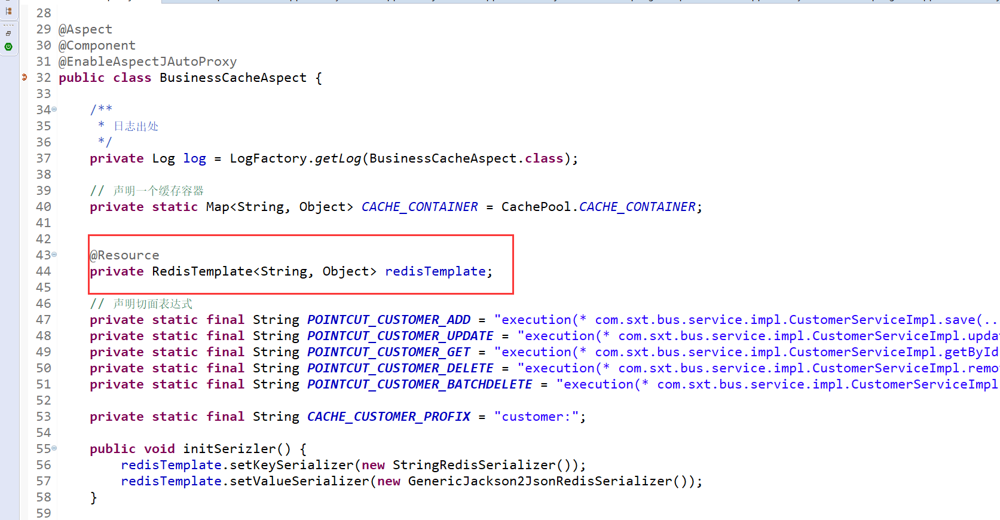 28
29 @Aspect
30 @Component
31 @EnableAspectJAutoProxy
32 public class BusinessCacheAspect {
33
34 /**
35 * 日志出处
36 */
37 private Log log = LogFactory.getLog(BusinessCacheAspect.class);
38
39 // 声明一个缓存容器
40 private static Map<String, Object> CACHE_CONTAINER = CachePool.CACHE_CONTAINER;
41
42
43 @Resource
44 private RedisTemplate<String, Object> redisTemplate;
45
46 // 声明切面表达式
47 private static final String POINTCUT_CUSTOMER_ADD = "execution(* com.sxt.bus.service.impl.CustomerServiceImpl.save(..
48 private static final String POINTCUT_CUSTOMER_UPDATE = "execution(* com.sxt.bus.service.impl.CustomerServiceImpl.updat
49 private static final String POINTCUT_CUSTOMER_GET = "execution(* com.sxt.bus.service.impl.CustomerServiceImpl.getById
50 private static final String POINTCUT_CUSTOMER_DELETE = "execution(* com.sxt.bus.service.impl.CustomerServiceImpl.remo
51 private static final String POINTCUT_CUSTOMER_BATCHDELETE = "execution(* com.sxt.bus.service.impl.CustomerServiceImpl
52
53 private static final String CACHE_CUSTOMER_PROFIX = "customer:";
54
55 public void initSerizler() {
56 redisTemplate.setKeySerializer(new StringRedisSerializer());
57 redisTemplate.setValueSerializer(new GenericJackson2JsonRedisSerializer());
58 }
59